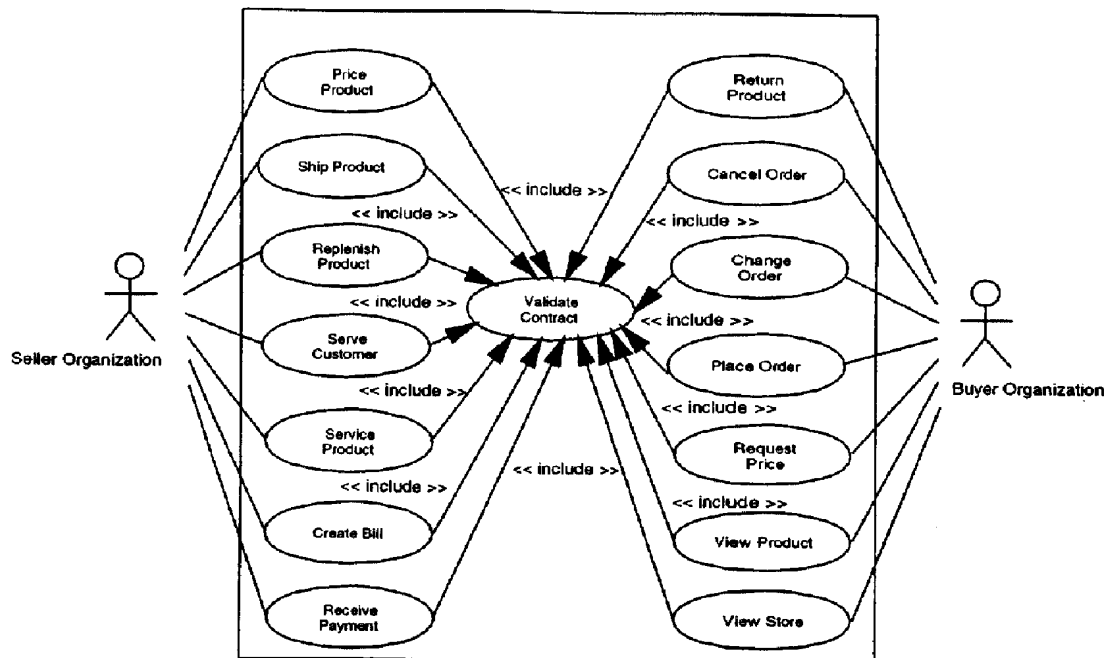 Price
Product
Return
Product
Ship Product
Cancel Order
<< include >>
<< include >>
<< include >>
Replenish
Product
Change
Order
Validate
Contract
<< include >>
<< include >>
Serve
Customer
Place Order
Seller Organization
Buyer Organization
<< include >>
<< include >>
Service
Product
Request
Price
<< include >>
<< include >>
<< include >>
Create Bill
View Product
Receive
Payment
View Store